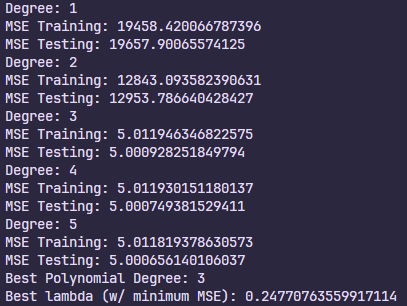 Degree: 1
MSE Training: 19458.420066787396
MSE Testing: 19657.90065574125
Degree: 2
MSE Training: 12843.093582390631
MSE Testing: 12953.786640428427
Degree: 3
MSE Training: 5.011946346822575
MSE Testing: 5.000928251849794
Degree: 4
MSE Training: 5.011930151180137
MSE Testing: 5.000749381529411
Degree: 5
MSE Training: 5.011819378630573
MSE Testing: 5.000656140106037
Best Polynomial Degree: 3
Best lambda (w/ minimum MSE): 0.24770763559917114